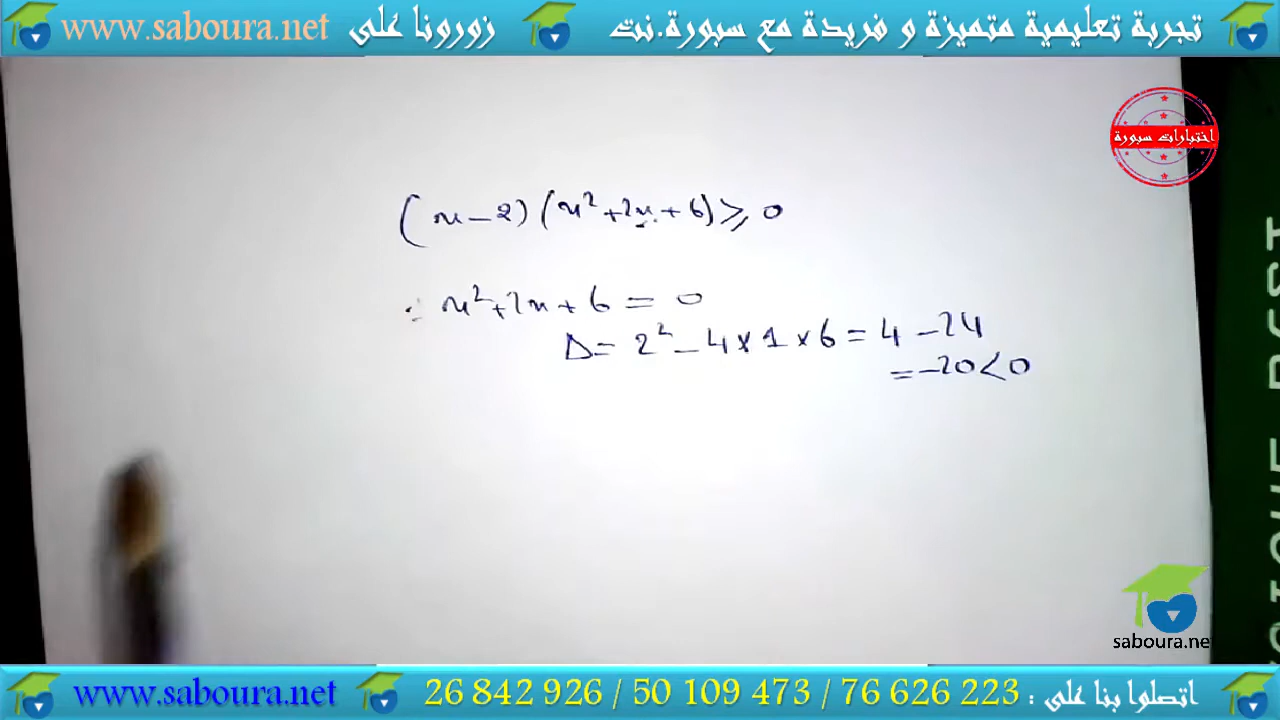 www.saboura.net زورونا على تجربة تعليمية متميزة و فريدة مع سبورة.نت
اختبارات سبورة
(x-2)(x²+2x+6)≥0
: x²+2x+6=0
Δ=2²-4×1×6=4-24
=-20<0
saboura.net
www.saboura.net 26 842 926 / 50 109 473 / 76 626 223 : اتصلوا بنا على